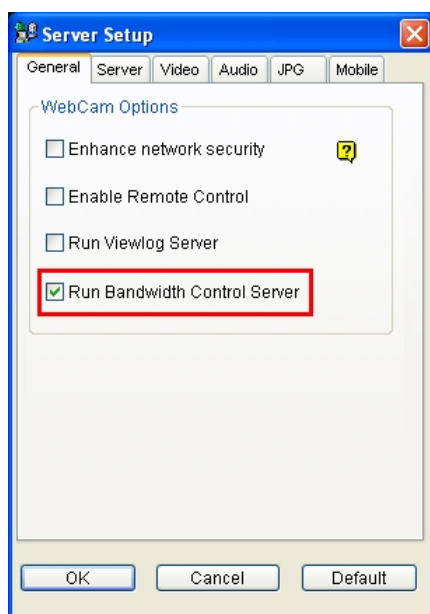 Server Setup
General Server Video Audio JPG Mobile
WebCam Options
Enhance network security
?
Enable Remote Control
Run Viewlog Server
Run Bandwidth Control Server
OK Cancel Default